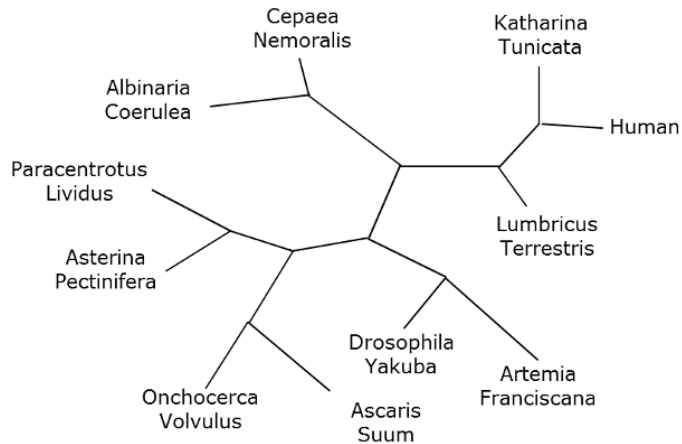 Cepaea
Nemoralis
Katharina
Tunicata
Albinaria
Coerulea
Human
Paracentrotus
Lividus
Lumbricus
Terrestris
Asterina
Pectinifera
Drosophila
Yakuba
Artemia
Franciscana
Onchocerca
Volvulus
Ascaris
Suum